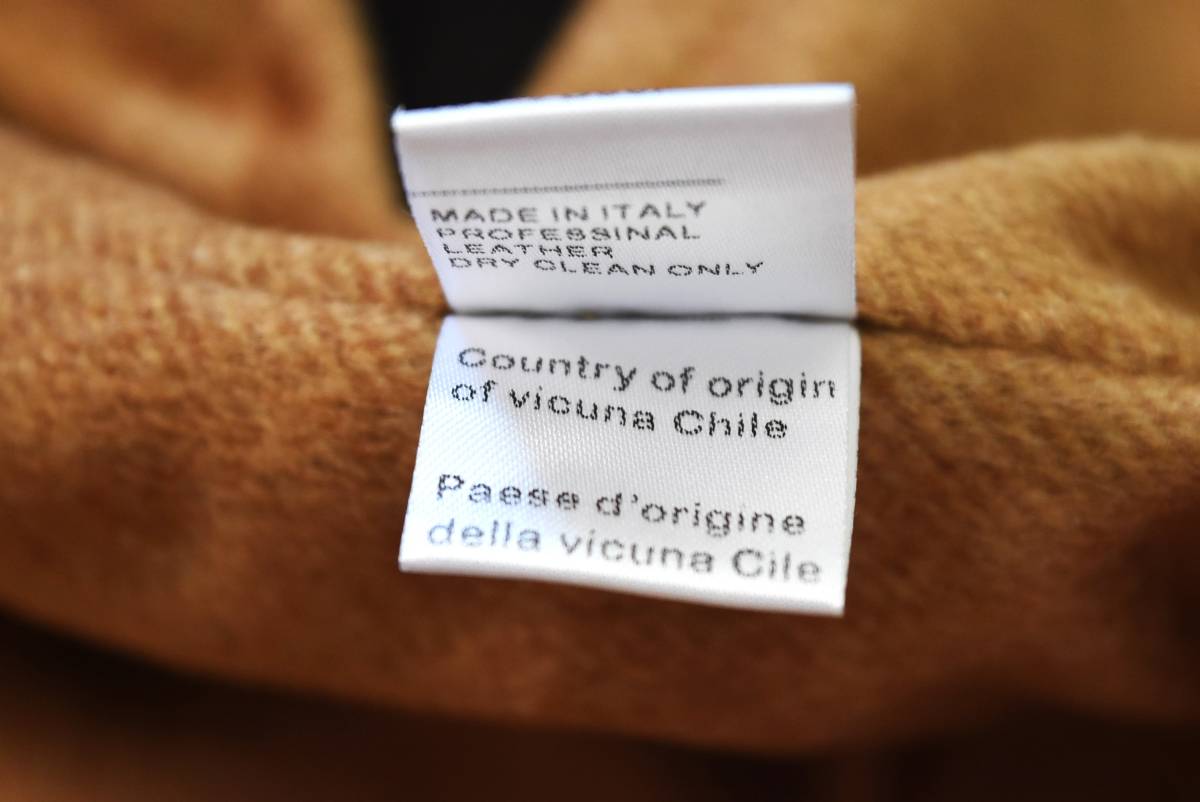 MADE IN ITALY
PROFESSINAL
LEATHER
DRY CLEAN ONLY
Country of origin
of vicuna Chile
Paese d'origine
della vicuna Cile